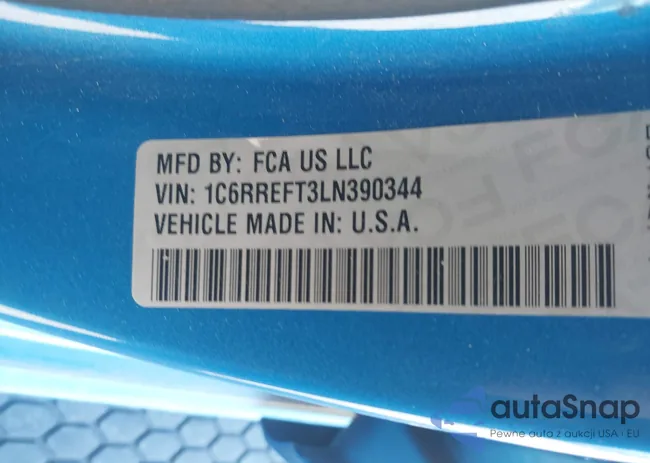 MFD BY: FCA US LLC
VIN: 1C6RREFT3LN390344
VEHICLE MADE IN: U.S.A.
autaSnap
Pewne auta z aukcji USA i EU